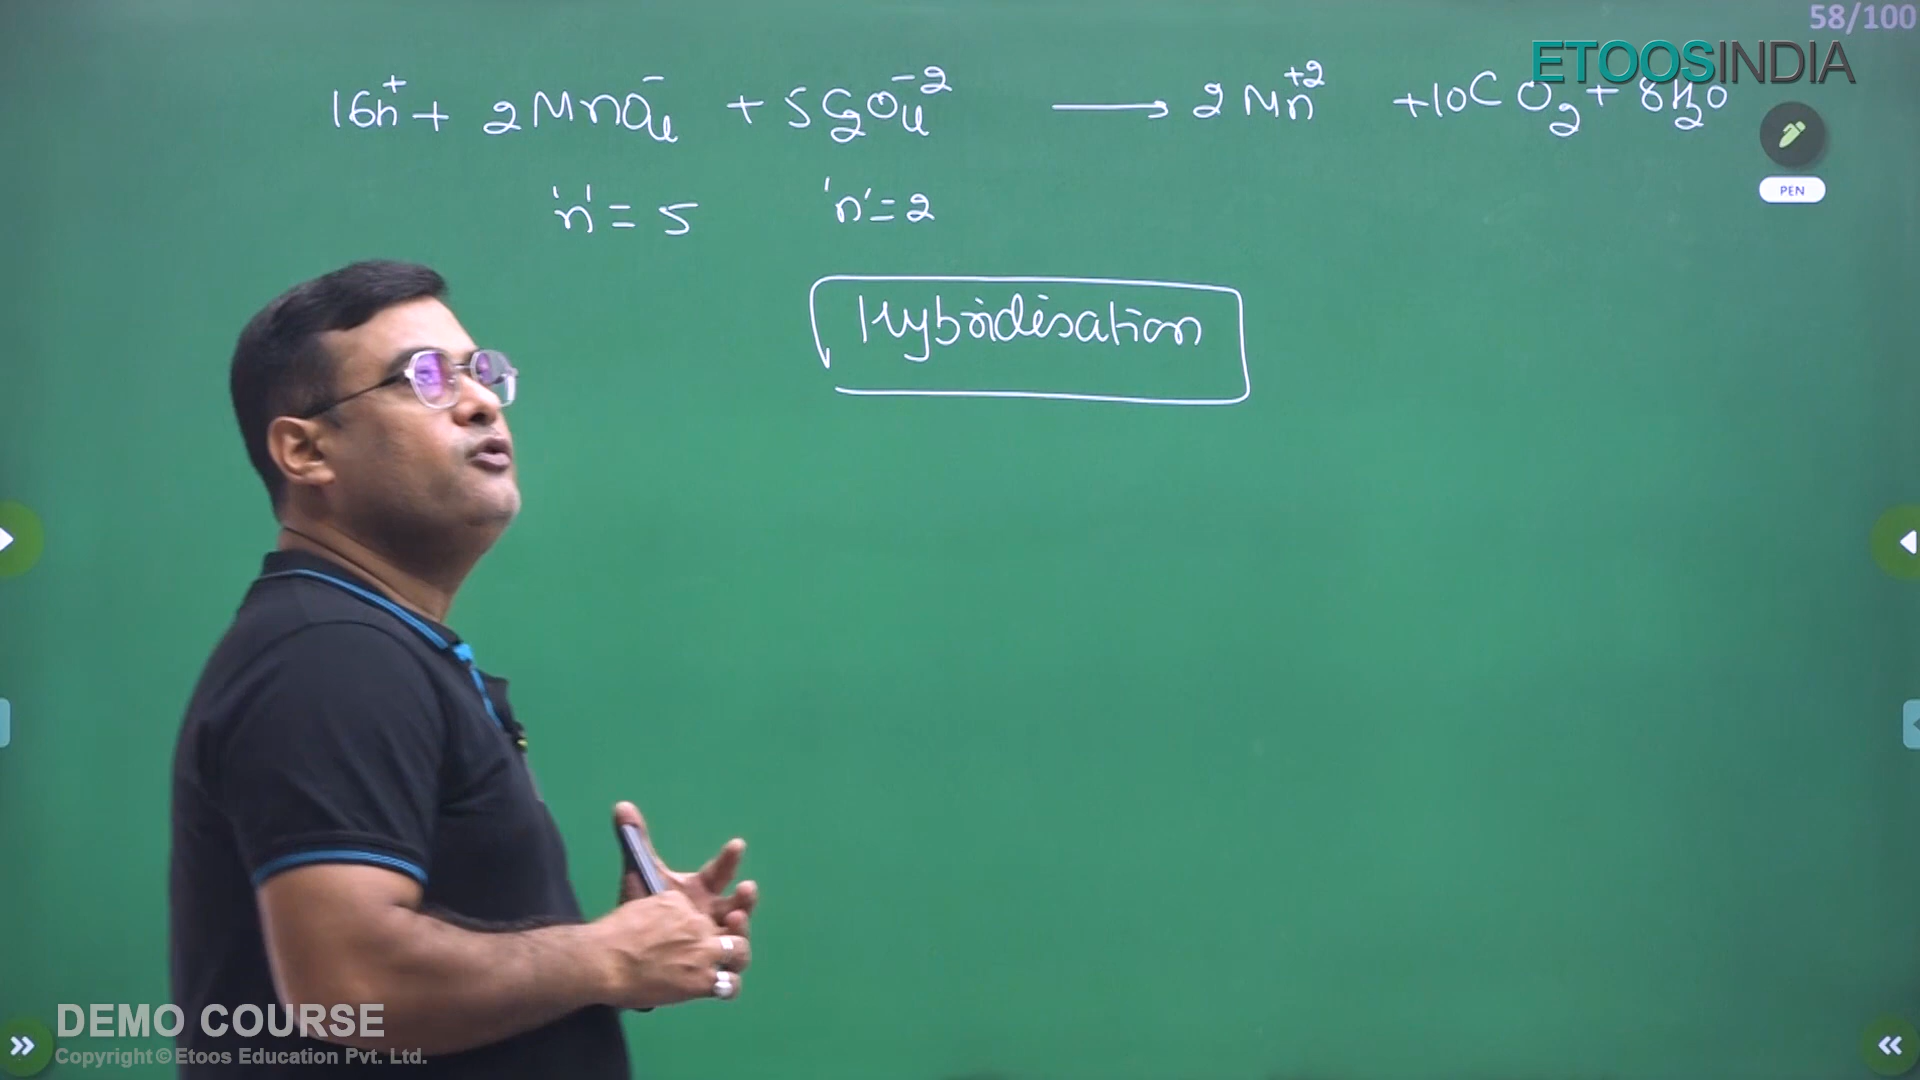 58/100
ETOOSINDIA
16H⁺ + 2MnO₄⁻ + 5C₂O₄⁻² ⟶ 2Mn⁺² + 10CO₂ + 8H₂O
PEN
'n' = 5 'n' = 2
Hybridisation
DEMO COURSE
Copyright © Etoos Education Pvt. Ltd.